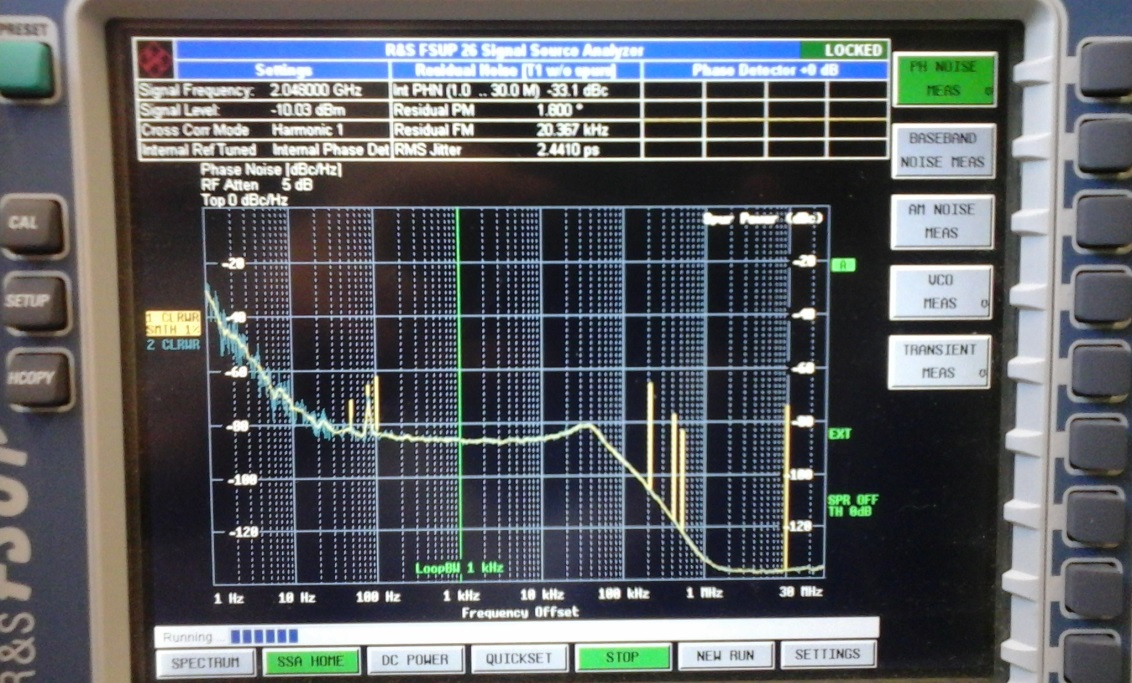 PRESET
R&S FSUP 26 Signal Source Analyzer LOCKED
Settings Residual Noise [T1 w/o spurs] Phase Detector +0 dB
Signal Frequency: 2.048000 GHz Int PHN (1.0 .. 30.0 M) -33.1 dBc
Signal Level: -10.03 dBm Residual PM 1.800 °
Cross Corr Mode Harmonic 1 Residual FM 20.367 kHz
Internal Ref Tuned Internal Phase Det RMS Jitter 2.4410 ps
Phase Noise [dBc/Hz]
RF Atten 5 dB
Top 0 dBc/Hz
Spur Power (dBc)
-20 -20
A
1 CLRWR
SMTH 1%
2 CLRWR
-40 -40
-60 -60
-80 -80
EXT
-100 -100
SPR OFF
TH 0dB
-120 -120
LoopBW 1 kHz
1 Hz 10 Hz 100 Hz 1 kHz 10 kHz 100 kHz 1 MHz 30 MHz
Frequency Offset
Running ...
SPECTRUM SSA HOME DC POWER QUICKSET STOP NEW RUN SETTINGS
PH NOISE
MEAS
BASEBAND
NOISE MEAS
AM NOISE
MEAS
VCO
MEAS
TRANSIENT
MEAS
CAL
SETUP
HCOPY
R&S FSUP